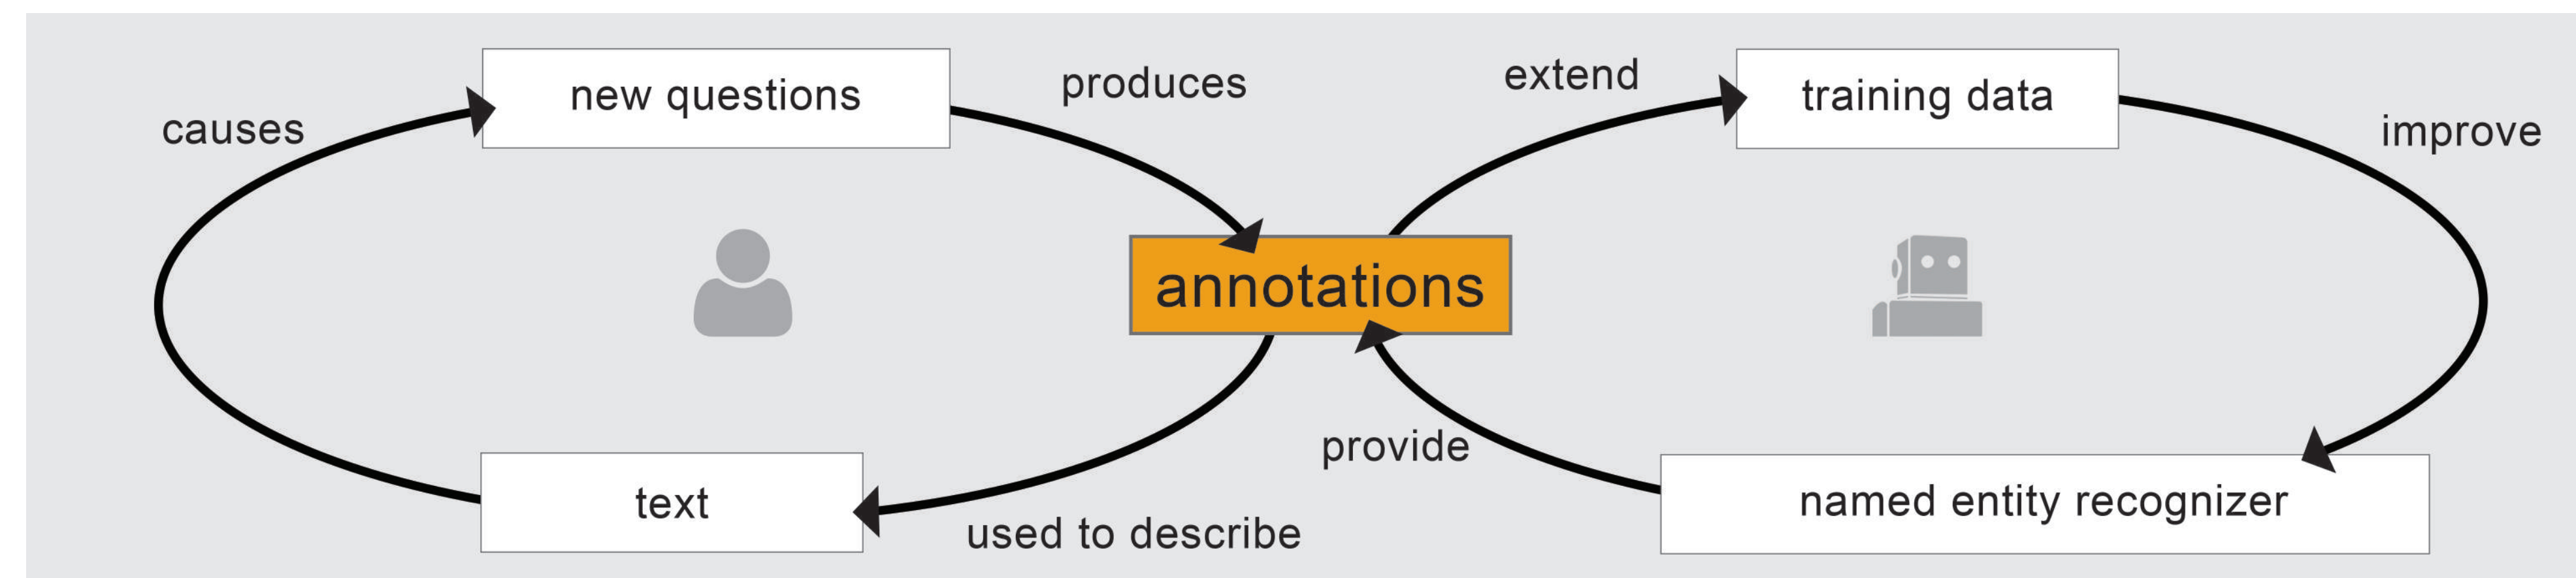 new questions
produces
extend
training data
causes
improve
annotations
provide
text
used to describe
named entity recognizer